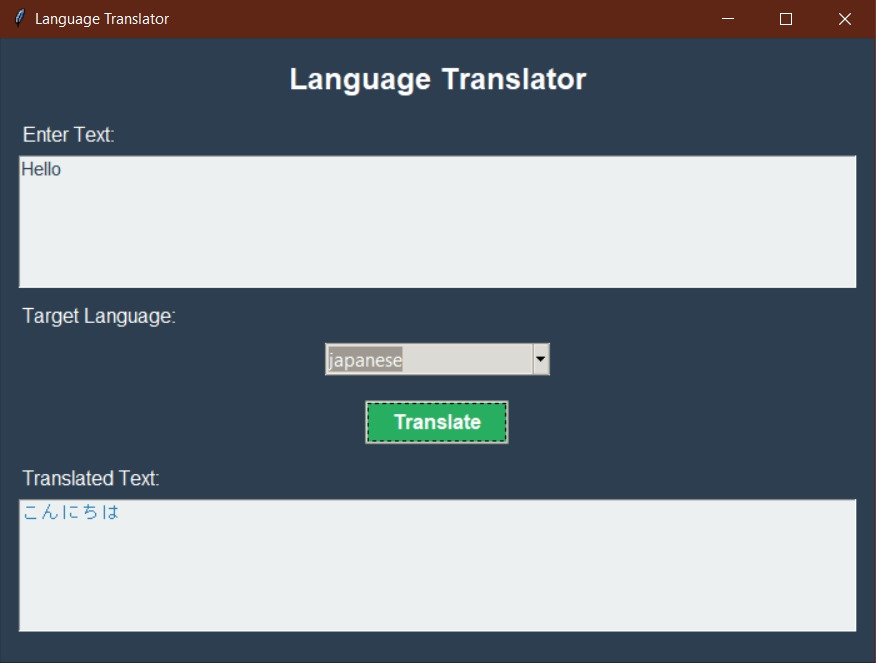 Language Translator
Language Translator
Enter Text:
Hello
Target Language:
japanese
Translate
Translated Text:
こんにちは